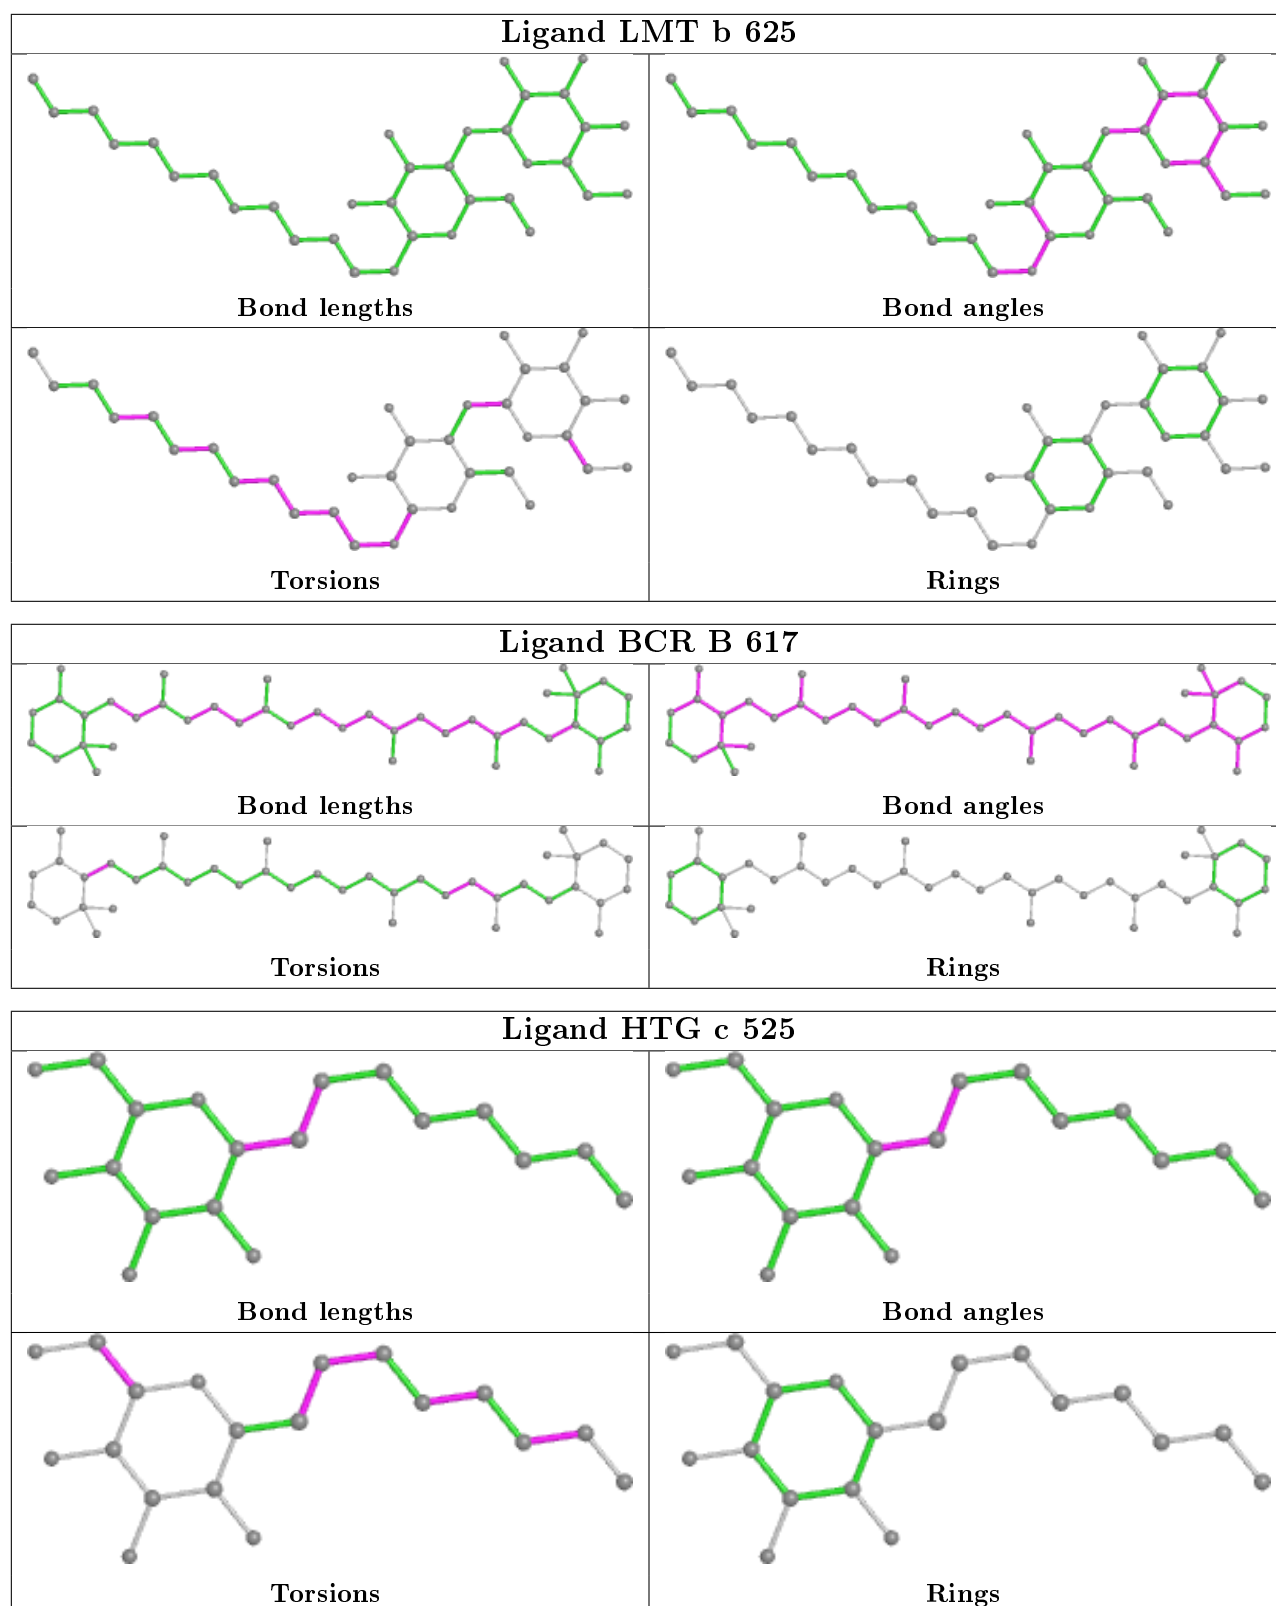 Ligand LMT b 625
Bond lengths
Bond angles
Torsions
Rings
Ligand BCR B 617
Bond lengths
Bond angles
Torsions
Rings
Ligand HTG c 525
Bond lengths
Bond angles
Torsions
Rings